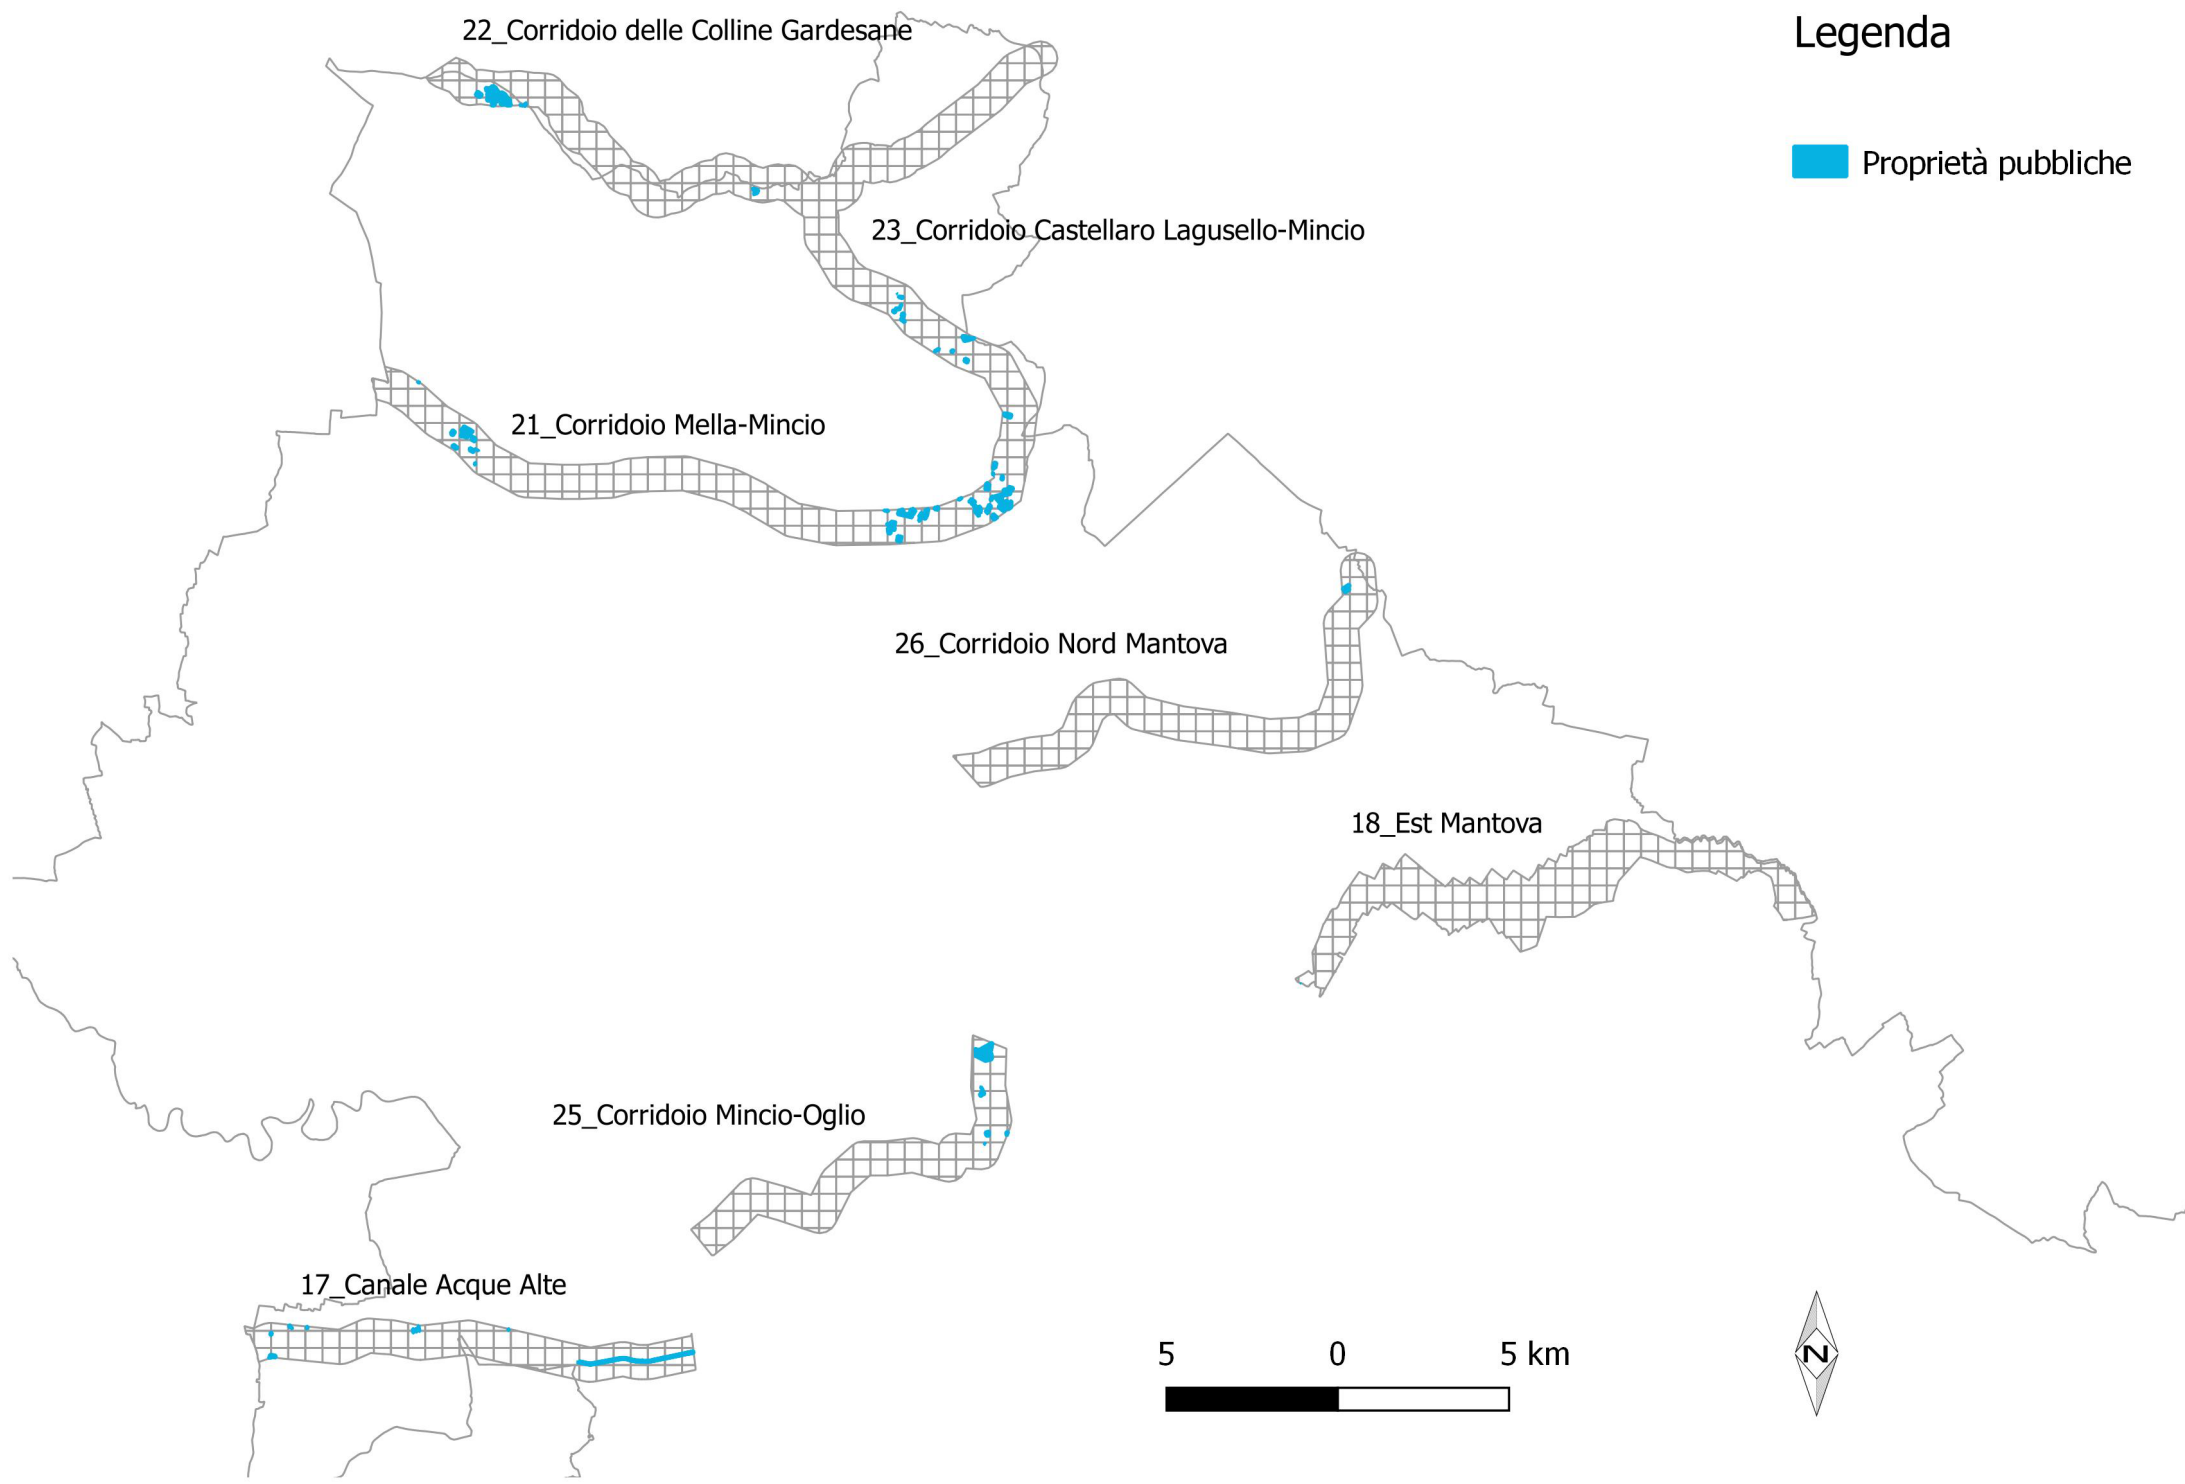 22_Corridoio delle Colline Gardesane
Legenda
Proprietà pubbliche
23_Corridoio Castellaro Lagusello-Mincio
21_Corridoio Mella-Mincio
26_Corridoio Nord Mantova
18_Est Mantova
25_Corridoio Mincio-Oglio
17_Canale Acque Alte
5 0 5 km
N